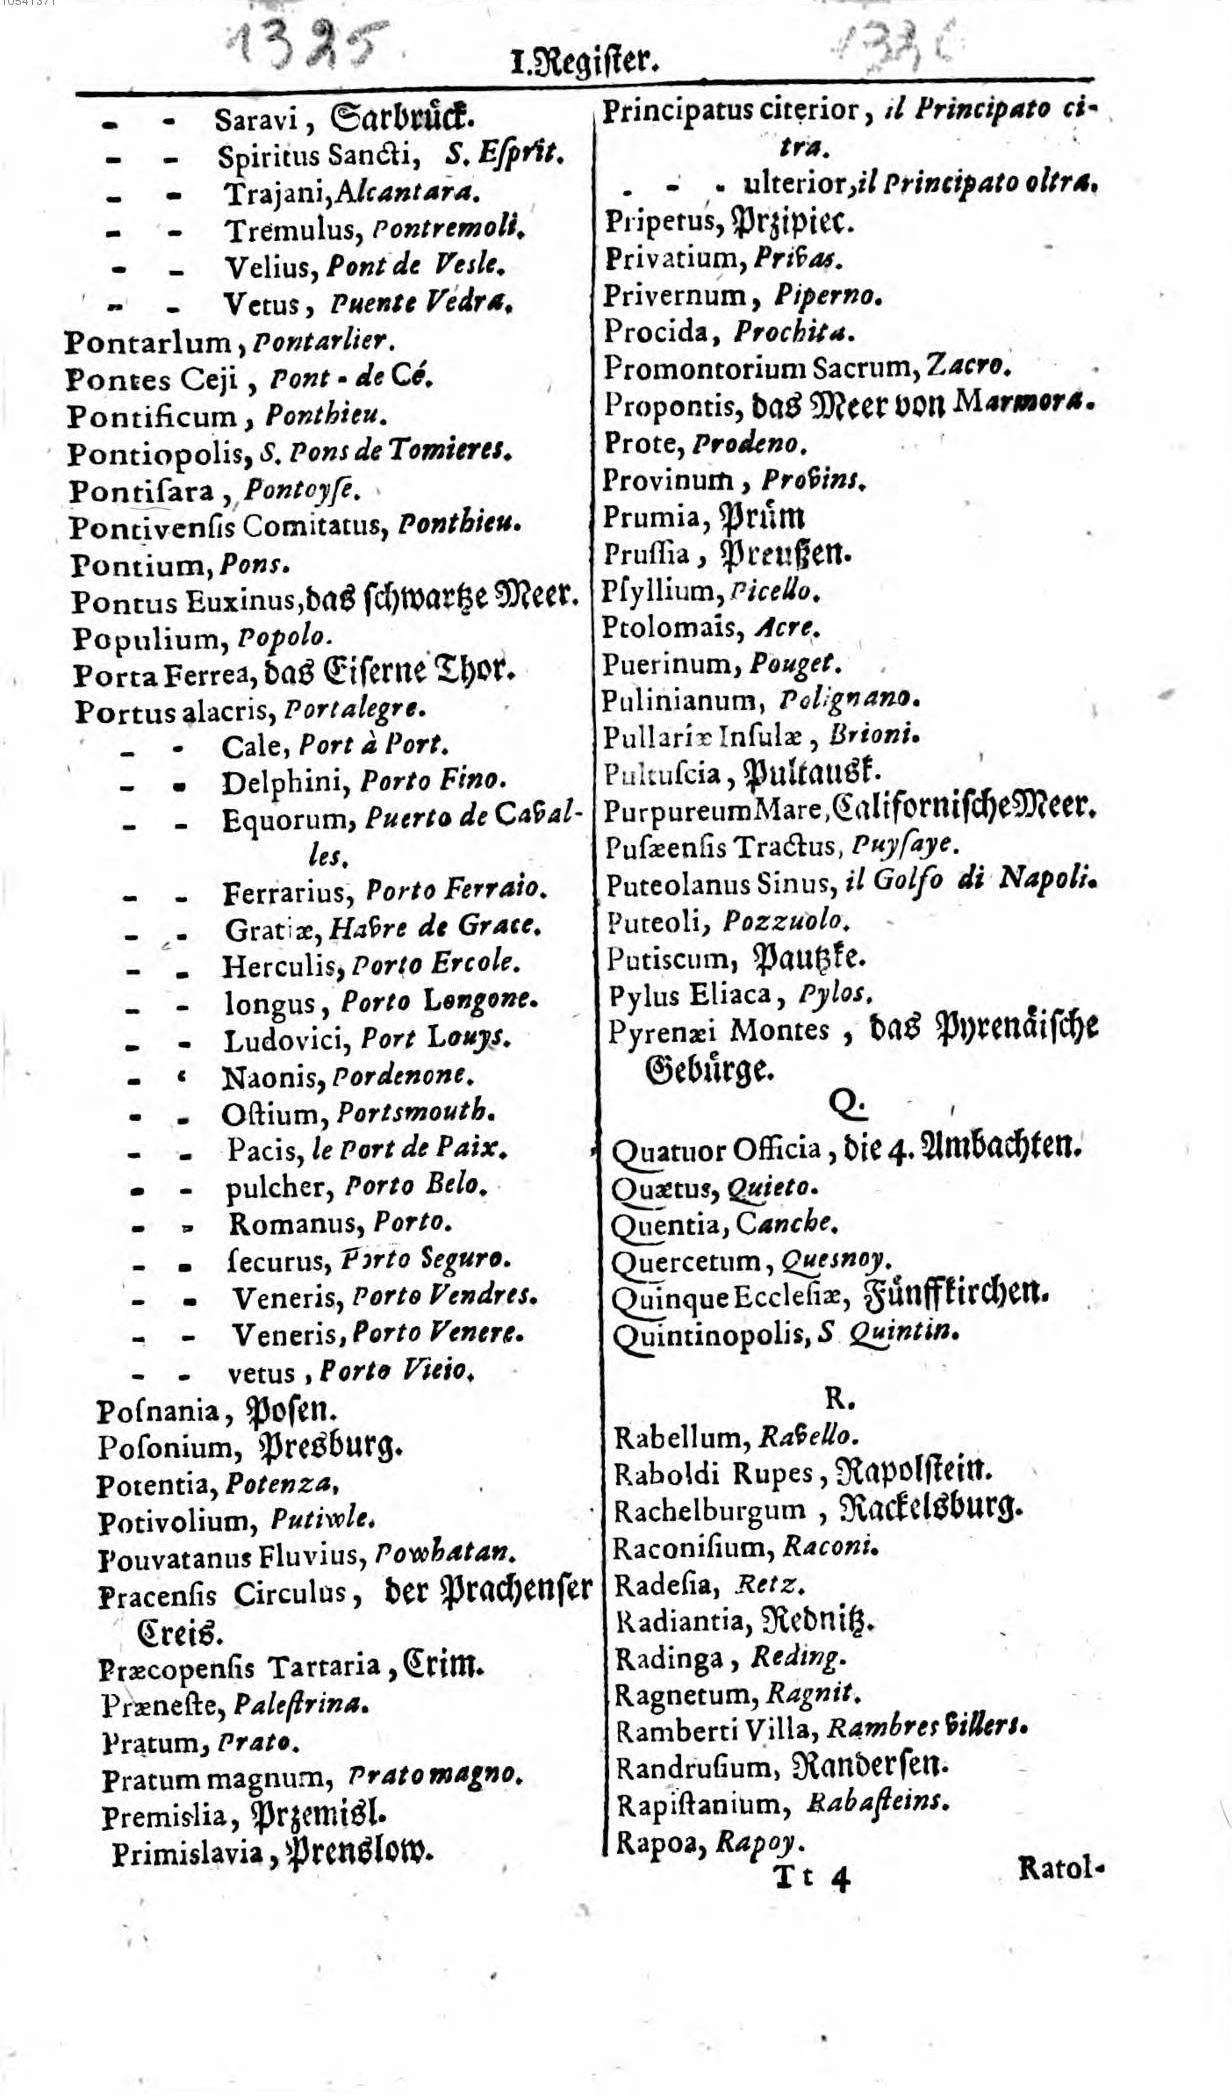 10541371
1325 1326
I. Regiſter.
- - Saravi, Sarbruͤck.
- - Spiritus Sancti, S. Eſprit.
- - Trajani, Alcantara.
- - Tremulus, Pontremoli.
- - Velius, Pont de Vesle.
- - Vetus, Puente Vedra.
Pontarlum, Pontarlier.
Pontes Ceji, Pont - de Cé.
Pontificum, Ponthieu.
Pontiopolis, S. Pons de Tomieres.
Pontiſara, Pontoyſe.
Pontivenſis Comitatus, Ponthieu.
Pontium, Pons.
Pontus Euxinus, das ſchwartze Meer.
Populium, Popolo.
Porta Ferrea, das Eiſerne Thor.
Portus alacris, Portalegre.
- - Cale, Port à Port.
- - Delphini, Porto Fino.
- - Equorum, Puerto de Caval-
les.
- - Ferrarius, Porto Ferraio.
- - Gratiæ, Havre de Grace.
- - Herculis, Porto Ercole.
- - longus, Porto Longone.
- - Ludovici, Port Louys.
- - Naonis, Pordenone.
- - Oſtium, Portsmouth.
- - Pacis, le Port de Paix.
- - pulcher, Porto Belo.
- - Romanus, Porto.
- - ſecurus, Porto Seguro.
- - Veneris, Porto Vendres.
- - Veneris, Porto Venere.
- - vetus, Porto Vieio.
Poſnania, Poſen.
Poſonium, Presburg.
Potentia, Potenza.
Potivolium, Putiwle.
Pouvatanus Fluvius, Powhatan.
Pracenſis Circulus, der Prachenſer
Creis.
Præcopenſis Tartaria, Crim.
Præneſte, Paleſtrina.
Pratum, Prato.
Pratum magnum, Prato magno.
Premislia, Przemisl.
Primislavia, Prenslow.
Principatus citerior, il Principato ci-
tra.
- - - ulterior, il Principato oltra.
Pripetus, Przipiec.
Privatium, Privas.
Privernum, Piperno.
Procida, Prochita.
Promontorium Sacrum, Zacro.
Propontis, das Meer von Marmora.
Prote, Prodeno.
Provinum, Provins.
Prumia, Pruͤm
Pruſſia, Preußen.
Pſyllium, Picello.
Ptolomais, Acre.
Puerinum, Pouget.
Pulinianum, Polignano.
Pullariæ Inſulæ, Brioni.
Pultuſcia, Pultausk.
Purpureum Mare, Californiſche Meer.
Puſæenſis Tractus, Puyſaye.
Puteolanus Sinus, il Golfo di Napoli.
Puteoli, Pozzuolo.
Putiscum, Pautzke.
Pylus Eliaca, Pylos.
Pyrenæi Montes, das Pyrenaͤiſche
Gebuͤrge.
Q.
Quatuor Officia, die 4. Ambachten.
Quætus, Quieto.
Quentia, Canche.
Quercetum, Quesnoy.
Quinque Eccleſiæ, Fuͤnffkirchen.
Quintinopolis, S Quintin.
R.
Rabellum, Ravello.
Raboldi Rupes, Rapolſtein.
Rachelburgum, Rackelsburg.
Raconiſium, Raconi.
Radeſia, Retz.
Radiantia, Rednitz.
Radinga, Reding.
Ragnetum, Ragnit.
Ramberti Villa, Rambres villers.
Randruſium, Randerſen.
Rapiſtanium, Rabaſteins.
Rapoa, Rapoy.
Tt 4 Ratol-